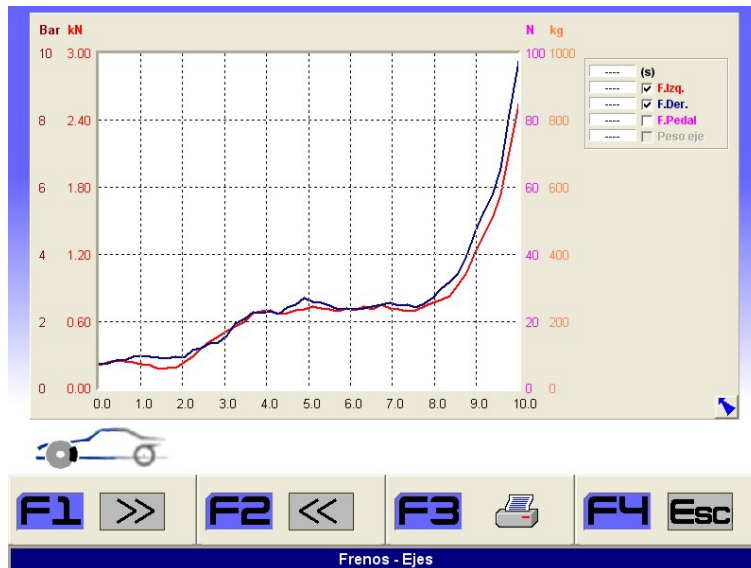 Bar kN N kg
10 3.00 100 1000
---- (s)
---- F.Izq.
---- F.Der.
---- F.Pedal
---- Peso eje
8 2.40 80 800
6 1.80 60 600
4 1.20 40 400
2 0.60 20 200
0 0.00 0 0
0.0 1.0 2.0 3.0 4.0 5.0 6.0 7.0 8.0 9.0 10.0
F1 >> F2 << F3 F4 Esc
Frenos - Ejes